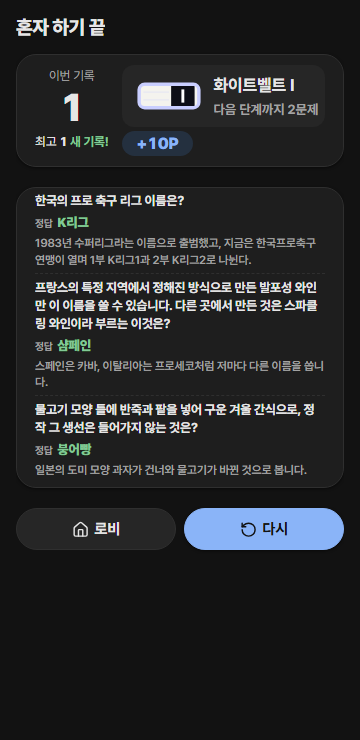 혼자 하기 끝
이번 기록
1
최고 1 새 기록!
I
화이트벨트 I
다음 단계까지 2문제
+10P
한국의 프로 축구 리그 이름은?
정답 K리그
1983년 수퍼리그라는 이름으로 출범했고, 지금은 한국프로축구
연맹이 열며 1부 K리그1과 2부 K리그2로 나뉜다.
프랑스의 특정 지역에서 정해진 방식으로 만든 발포성 와인
만 이 이름을 쓸 수 있습니다. 다른 곳에서 만든 것은 스파클
링 와인이라 부르는 이것은?
정답 샴페인
스페인은 카바, 이탈리아는 프로세코처럼 저마다 다른 이름을 씁니
다.
물고기 모양 틀에 반죽과 팥을 넣어 구운 겨울 간식으로, 정
작 그 생선은 들어가지 않는 것은?
정답 붕어빵
일본의 도미 모양 과자가 건너와 물고기가 바뀐 것으로 봅니다.
로비
다시